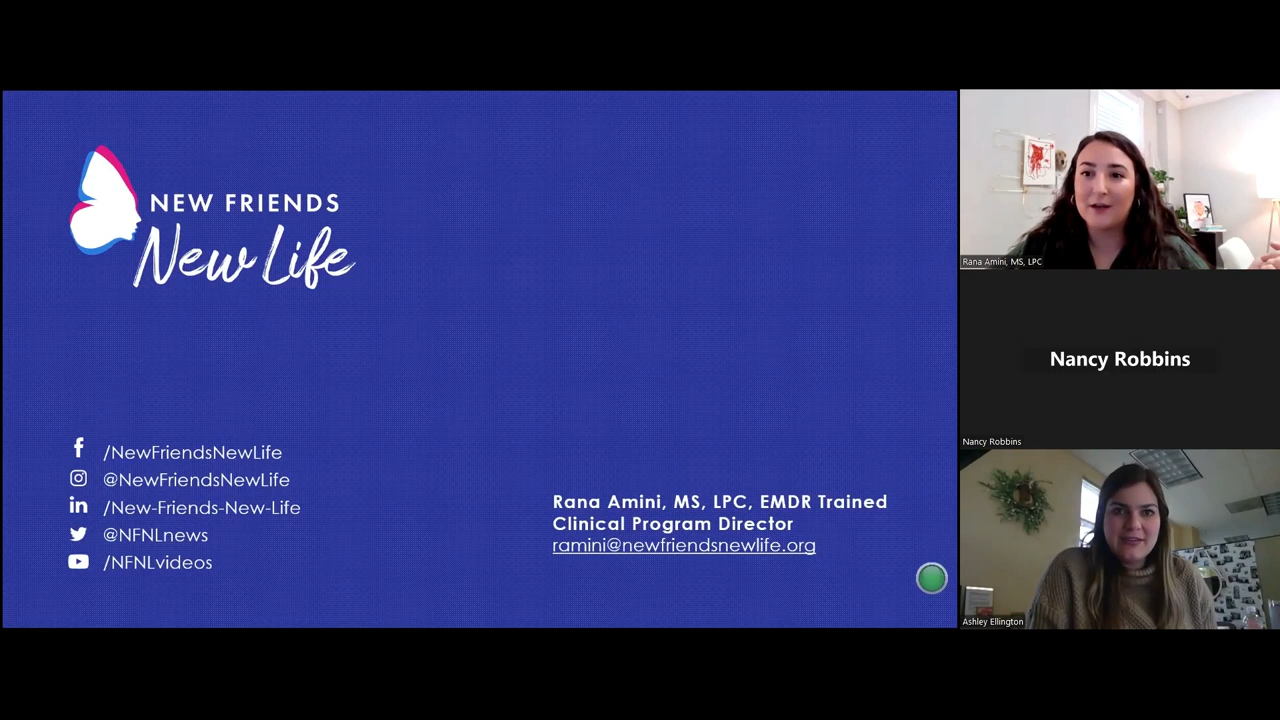 NEW FRIENDS
New Life
/NewFriendsNewLife
@NewFriendsNewLife
/New-Friends-New-Life
@NFNLnews
/NFNLvideos
Rana Amini, MS, LPC, EMDR Trained
Clinical Program Director
ramini@newfriendsnewlife.org
Rana Amini, MS, LPC
Nancy Robbins
Nancy Robbins
Ashley Ellington